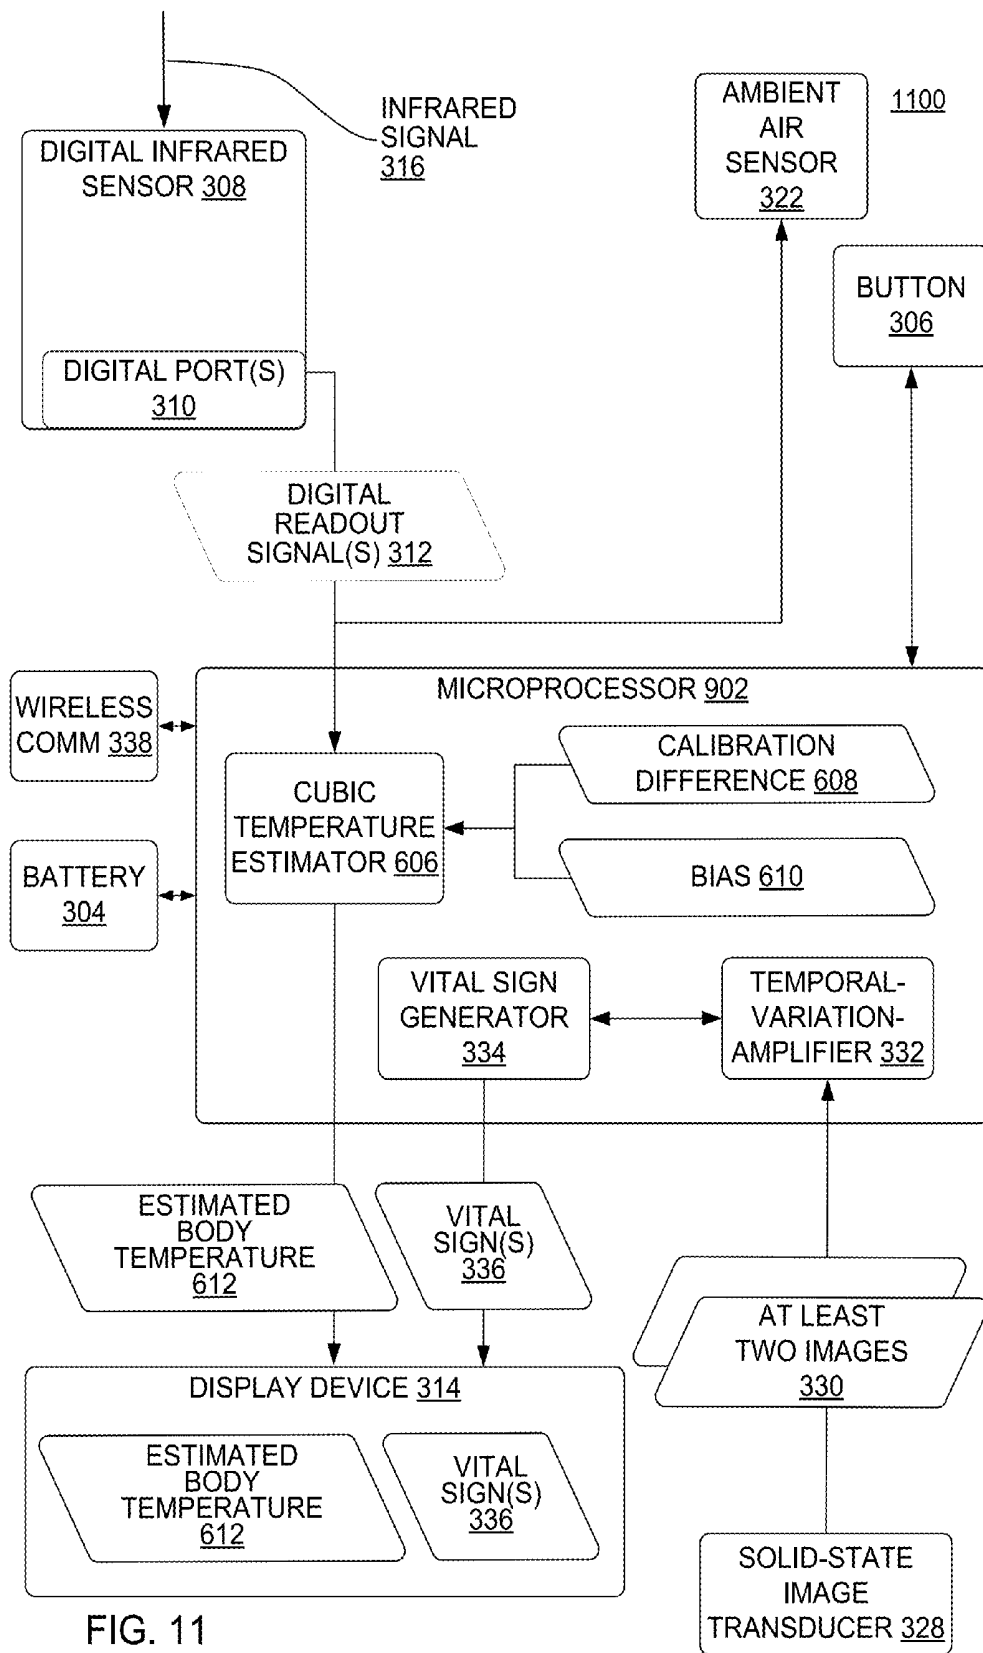 INFRARED
SIGNAL
316
AMBIENT
AIR
SENSOR
322
1100
DIGITAL INFRARED
SENSOR 308
BUTTON
306
DIGITAL PORT(S)
310
DIGITAL
READOUT
SIGNAL(S) 312
MICROPROCESSOR 902
WIRELESS
COMM 338
CUBIC
TEMPERATURE
ESTIMATOR 606
CALIBRATION
DIFFERENCE 608
BATTERY
304
BIAS 610
VITAL SIGN
GENERATOR
334
TEMPORAL-
VARIATION-
AMPLIFIER 332
ESTIMATED
BODY
TEMPERATURE
612
VITAL
SIGN(S)
336
AT LEAST
TWO IMAGES
330
DISPLAY DEVICE 314
ESTIMATED
BODY
TEMPERATURE
612
VITAL
SIGN(S)
336
SOLID-STATE
IMAGE
TRANSDUCER 328
FIG. 11